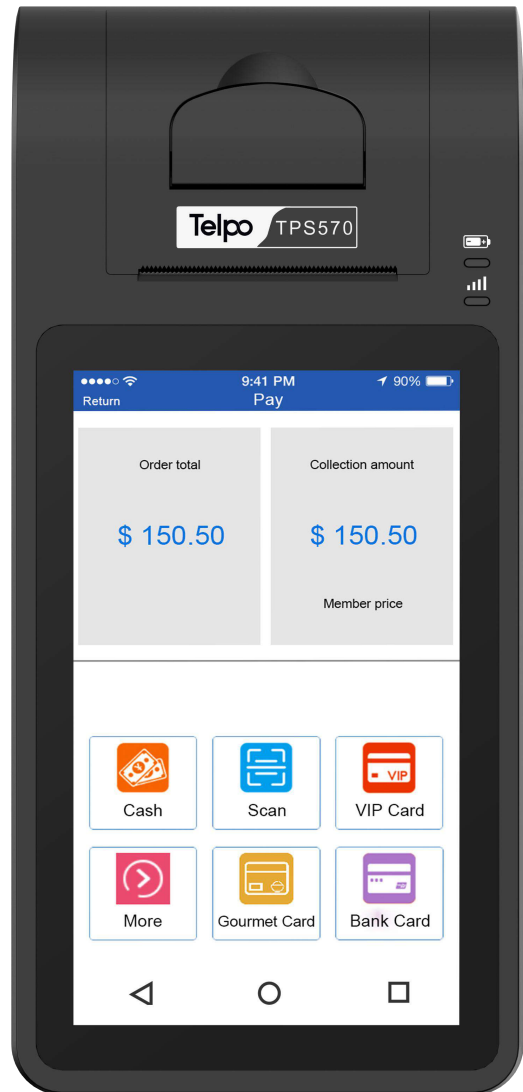 Telpo TPS570
9:41 PM
90%
Return
Pay
Order total
Collection amount
$ 150.50
$ 150.50
Member price
VIP
Cash
Scan
VIP Card
More
Gourmet Card
Bank Card